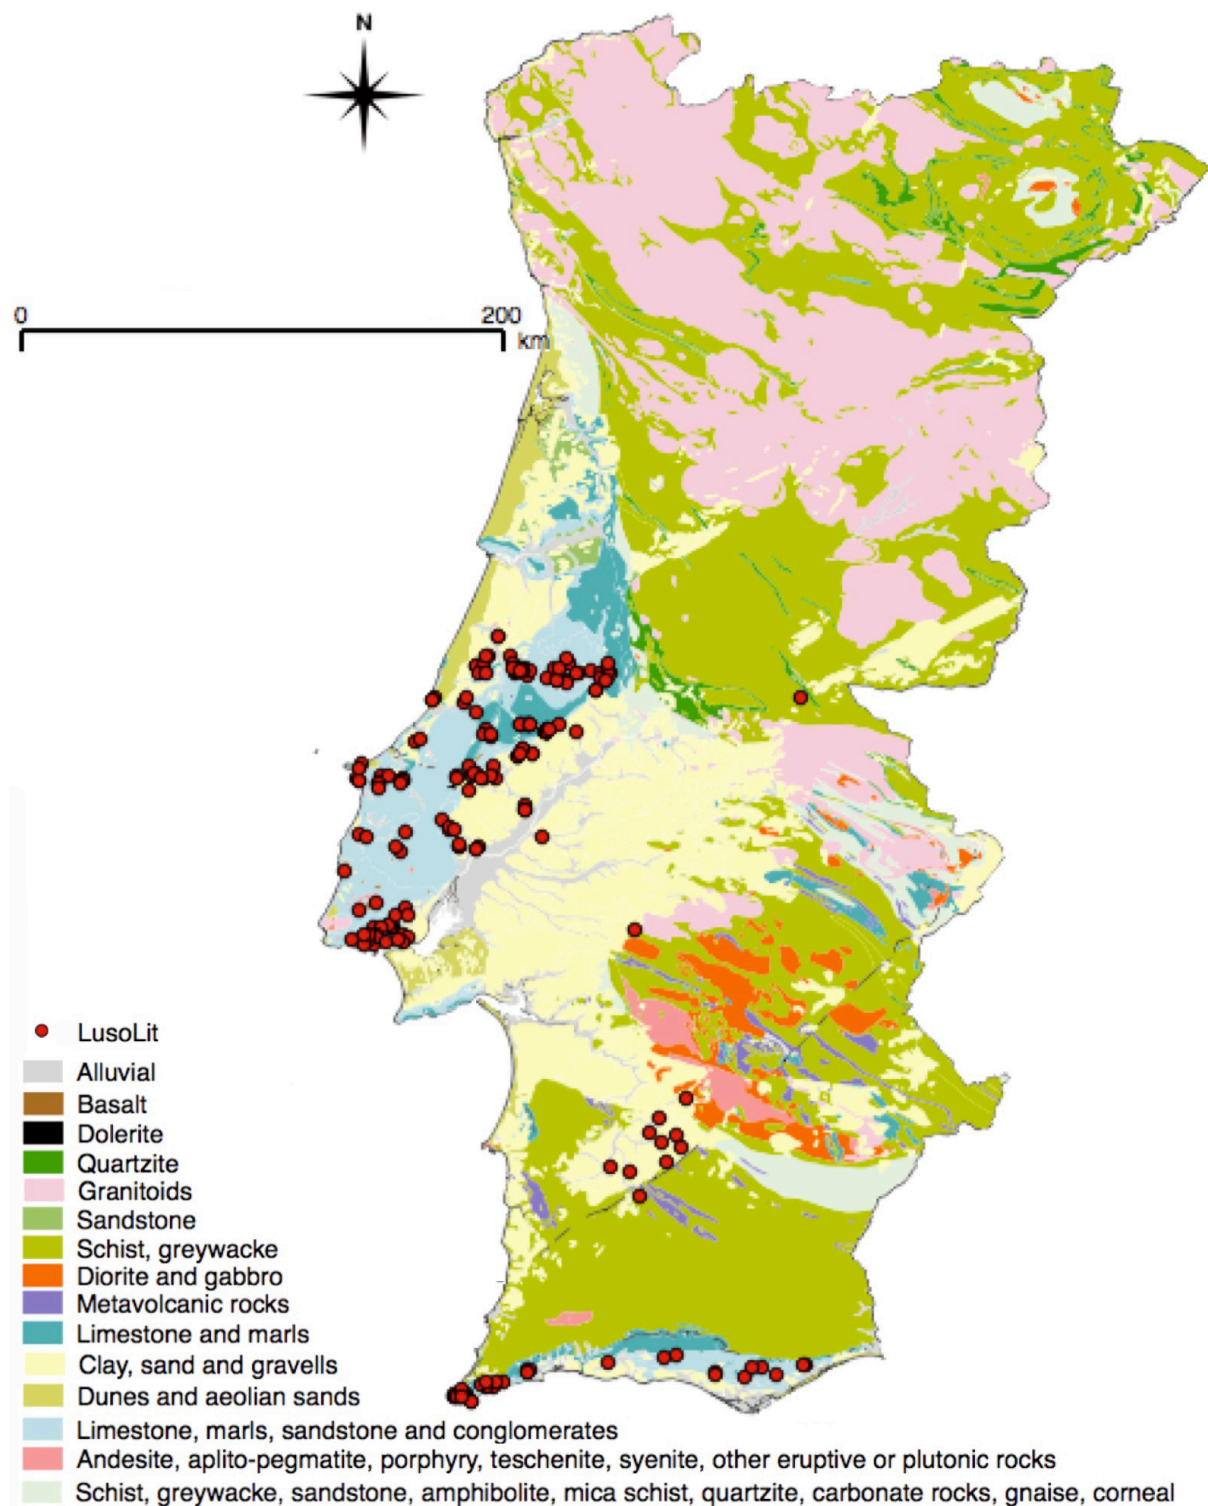 N
0 200
km
LusoLit
Alluvial
Basalt
Dolerite
Quartzite
Granitoids
Sandstone
Schist, greywacke
Diorite and gabbro
Metavolcanic rocks
Limestone and marls
Clay, sand and gravells
Dunes and aeolian sands
Limestone, marls, sandstone and conglomerates
Andesite, aplito-pegmatite, porphyry, teschenite, syenite, other eruptive or plutonic rocks
Schist, greywacke, sandstone, amphibolite, mica schist, quartzite, carbonate rocks, gnaise, corneal